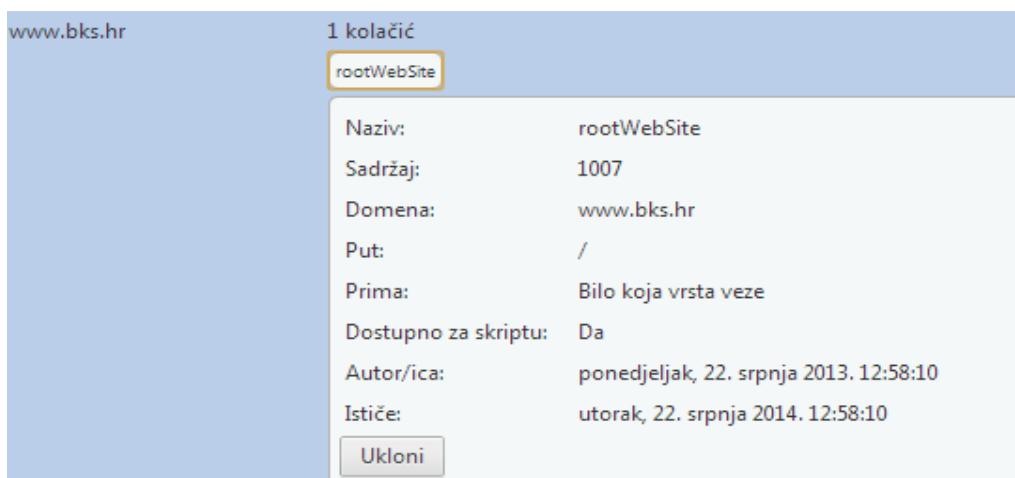 www.bks.hr 1 kolačić
rootWebSite
Naziv: rootWebSite
Sadržaj: 1007
Domena: www.bks.hr
Put: /
Prima: Bilo koja vrsta veze
Dostupno za skriptu: Da
Autor/ica: ponedjeljak, 22. srpnja 2013. 12:58:10
Ističe: utorak, 22. srpnja 2014. 12:58:10
Ukloni